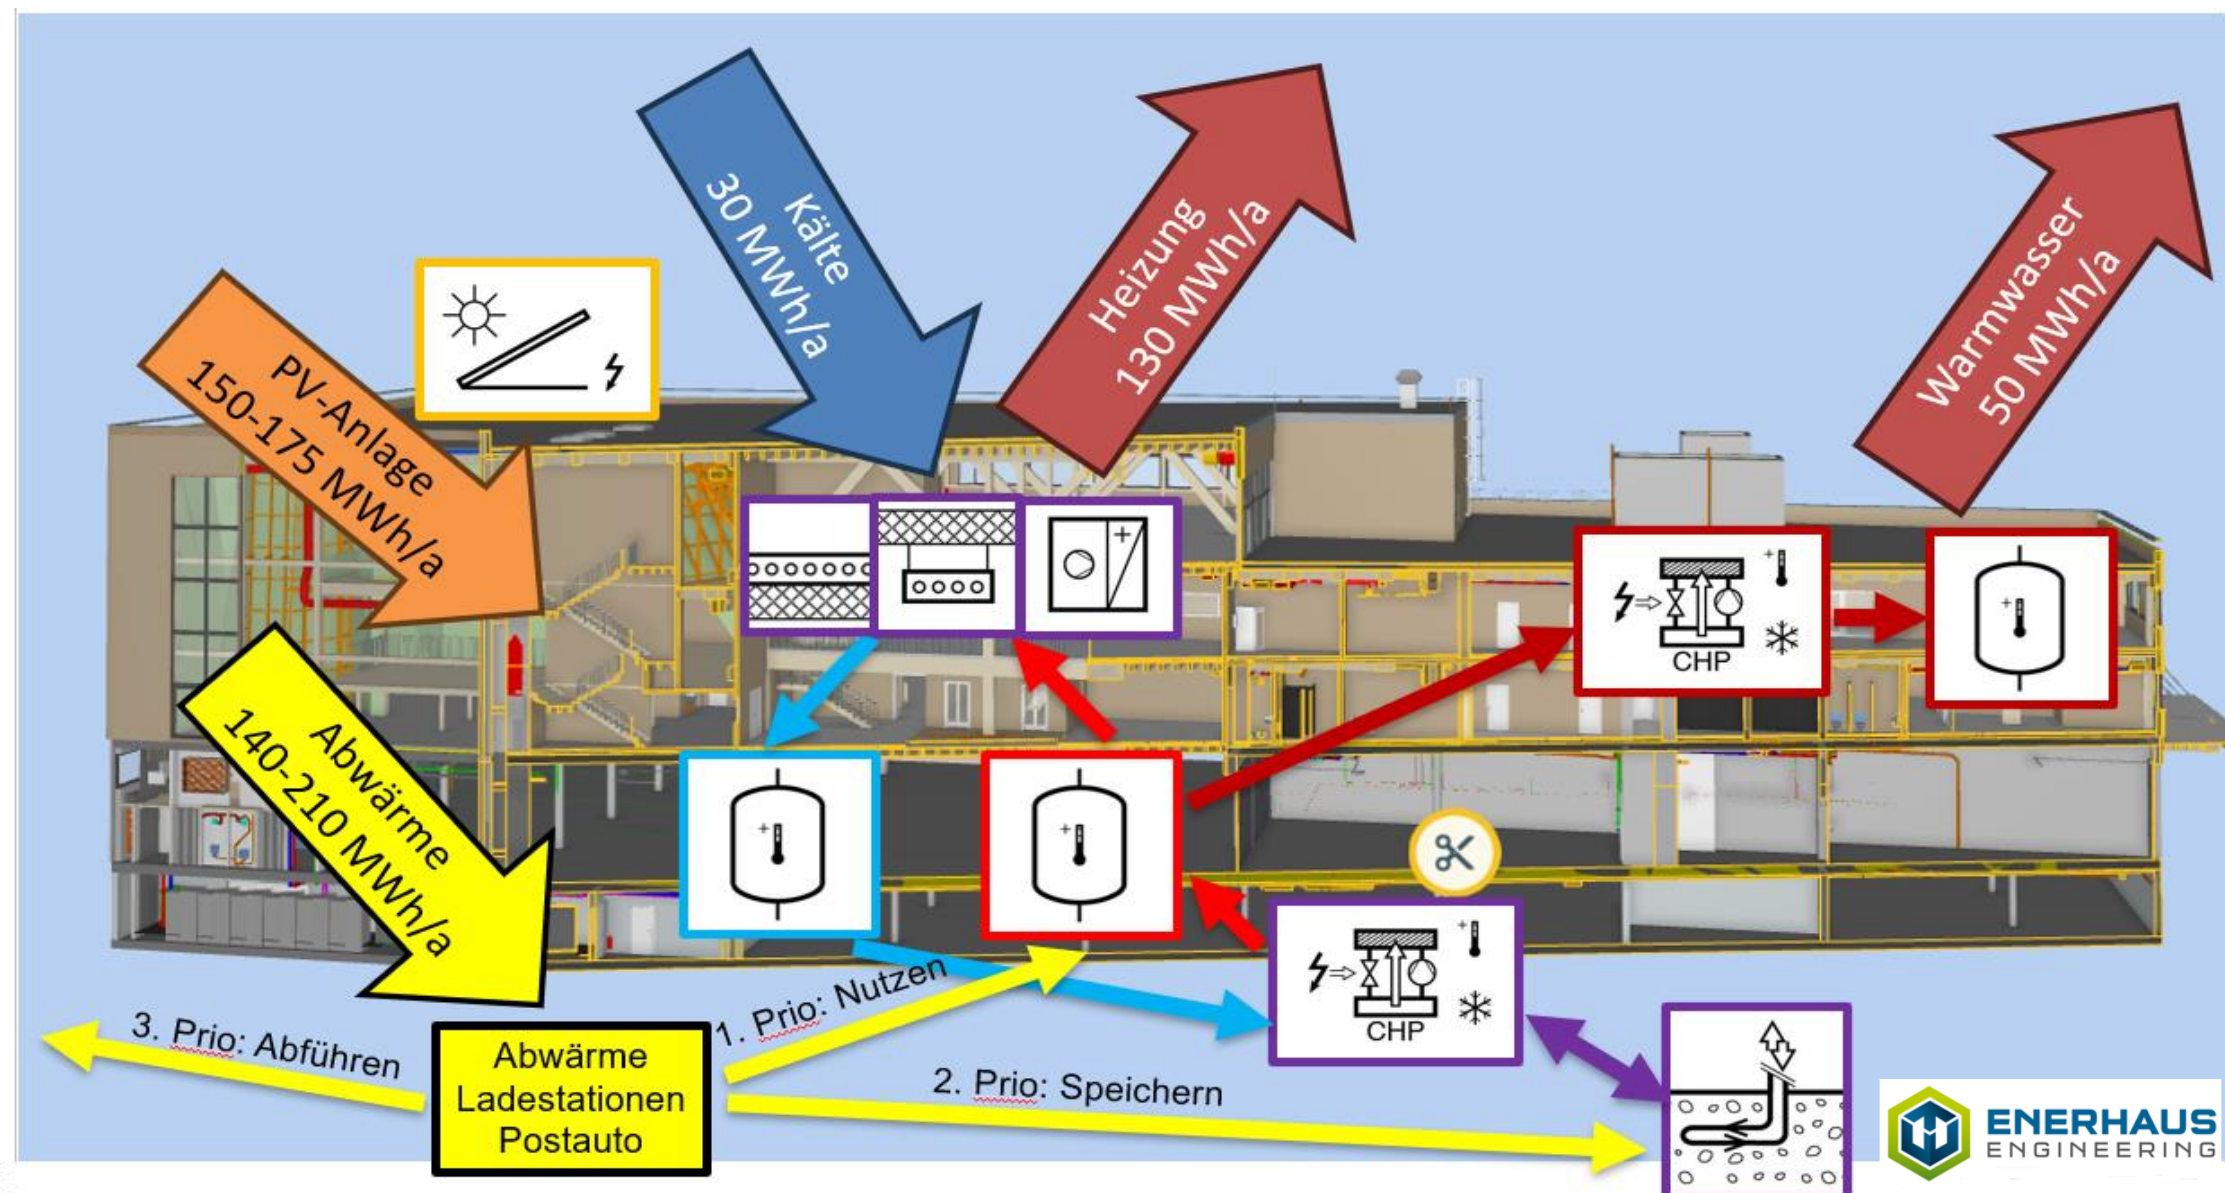 Kälte
30 MWh/a
Heizung
130 MWh/a
Warmwasser
50 MWh/a
PV-Anlage
150-175 MWh/a
Abwärme
140-210 MWh/a
CHP
CHP
3. Prio: Abführen
1. Prio: Nutzen
2. Prio: Speichern
Abwärme
Ladestationen
Postauto
ENERHAUS
ENGINEERING